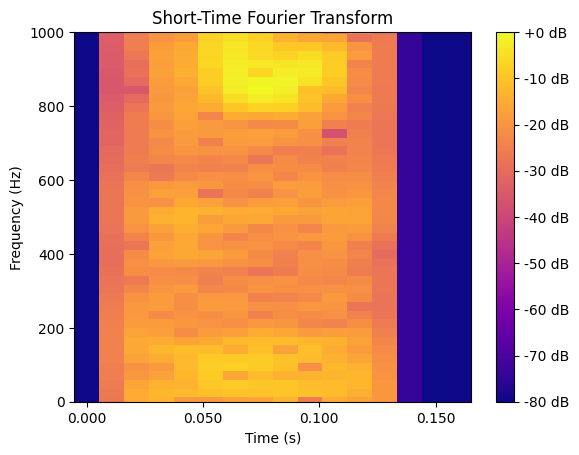 Short-Time Fourier Transform
1000
800
600
400
200
0
Frequency (Hz)
0.000
0.050
0.100
0.150
Time (s)
+0 dB
-10 dB
-20 dB
-30 dB
-40 dB
-50 dB
-60 dB
-70 dB
-80 dB